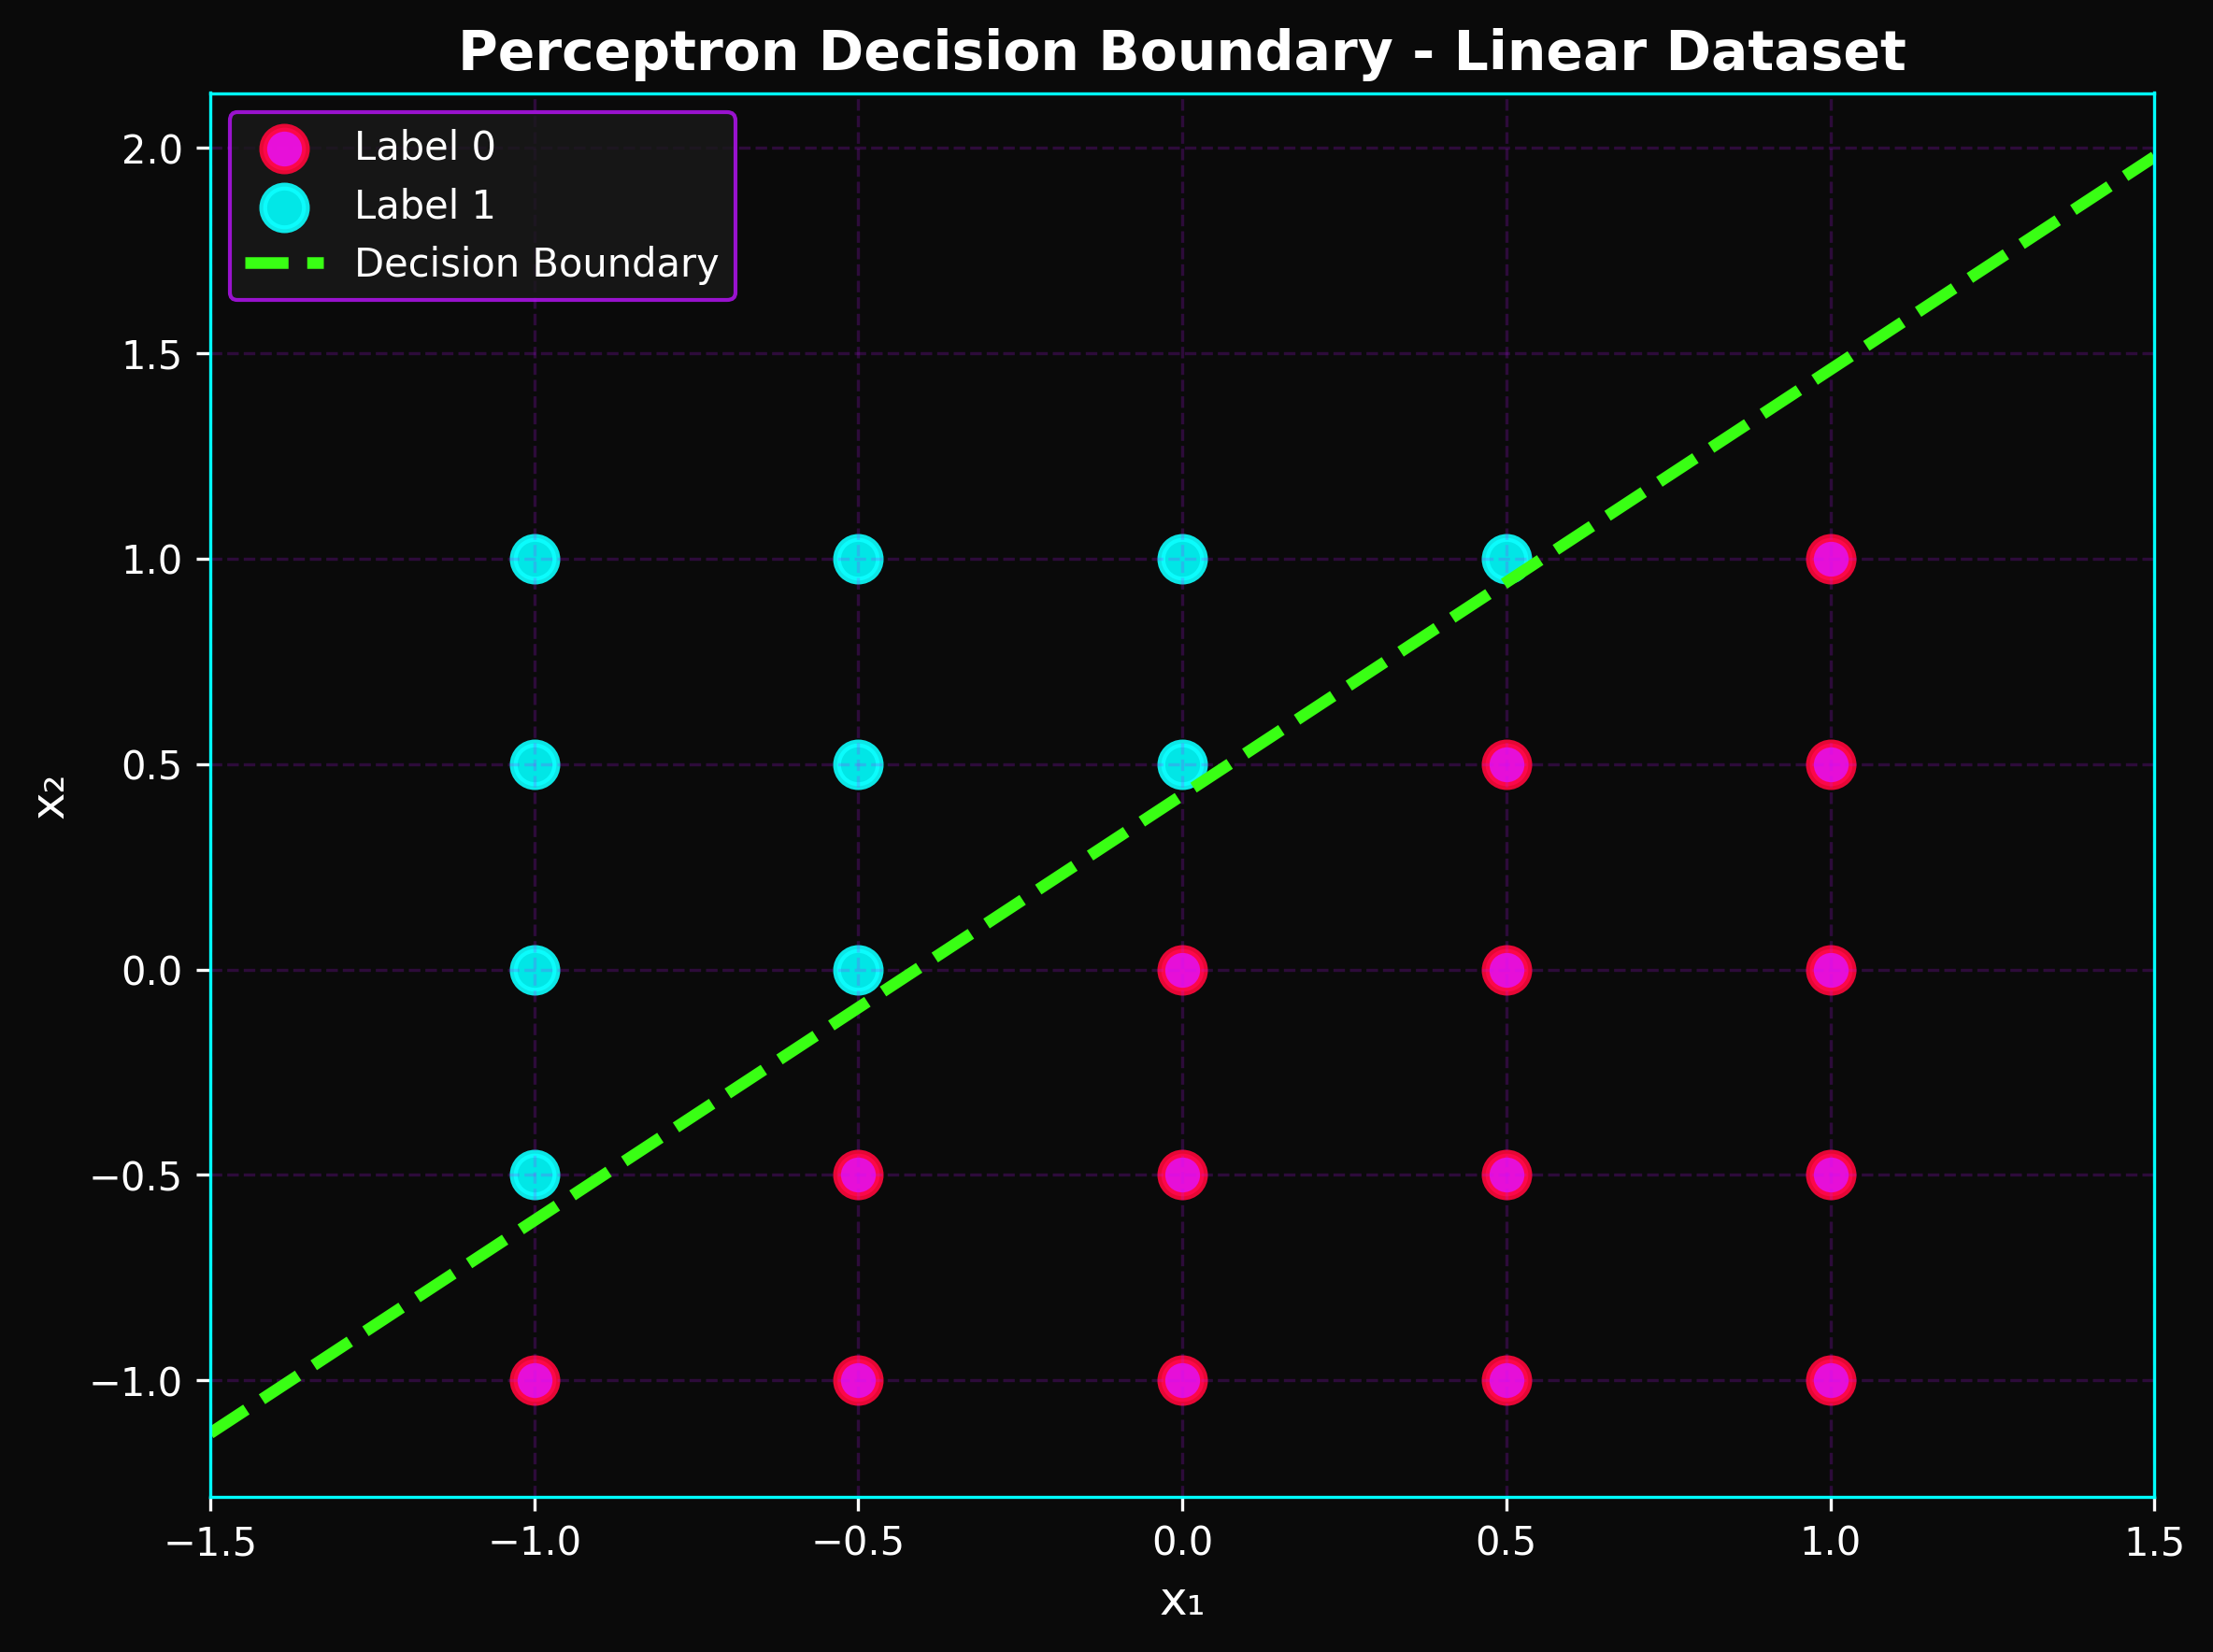 Perceptron Decision Boundary - Linear Dataset
Label 0
Label 1
Decision Boundary
2.0
1.5
1.0
0.5
0.0
−0.5
−1.0
x₂
−1.5 −1.0 −0.5 0.0 0.5 1.0 1.5
x₁